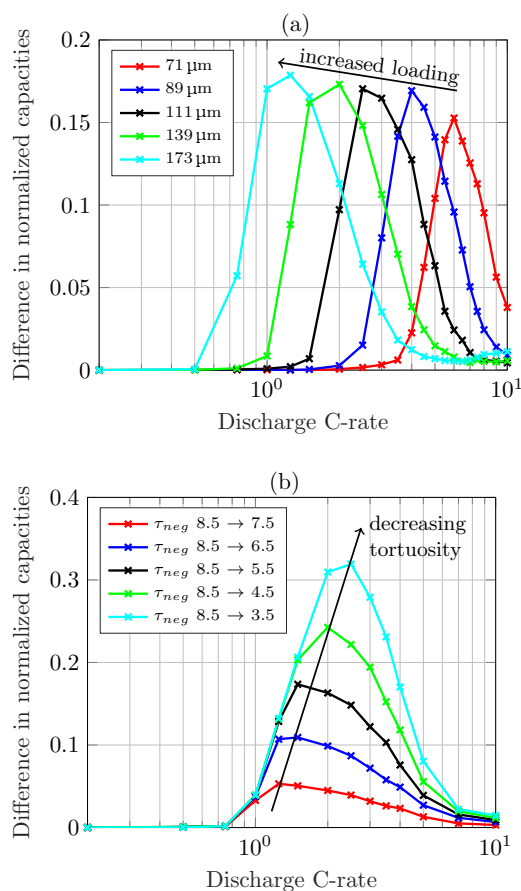 (a)
Difference in normalized capacities
0.2
0.15
0.1
0.05
0
71 µm
89 µm
111 µm
139 µm
173 µm
increased loading
10⁰
10¹
Discharge C-rate
(b)
Difference in normalized capacities
0.4
0.3
0.2
0.1
0
τneg 8.5 → 7.5
τneg 8.5 → 6.5
τneg 8.5 → 5.5
τneg 8.5 → 4.5
τneg 8.5 → 3.5
decreasing
tortuosity
10⁰
10¹
Discharge C-rate